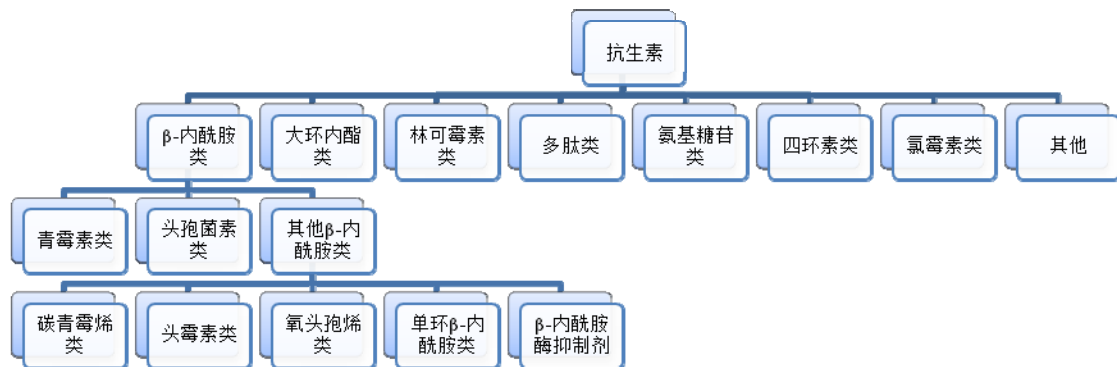 抗生素
β-内酰胺
类
大环内酯
类
林可霉素
类
多肽类
氨基糖苷
类
四环素类
氯霉素类
其他
青霉素类
头孢菌素
类
其他β-内
酰胺类
碳青霉烯
类
头霉素类
氧头孢烯
类
单环β-内
酰胺类
β-内酰胺
酶抑制剂